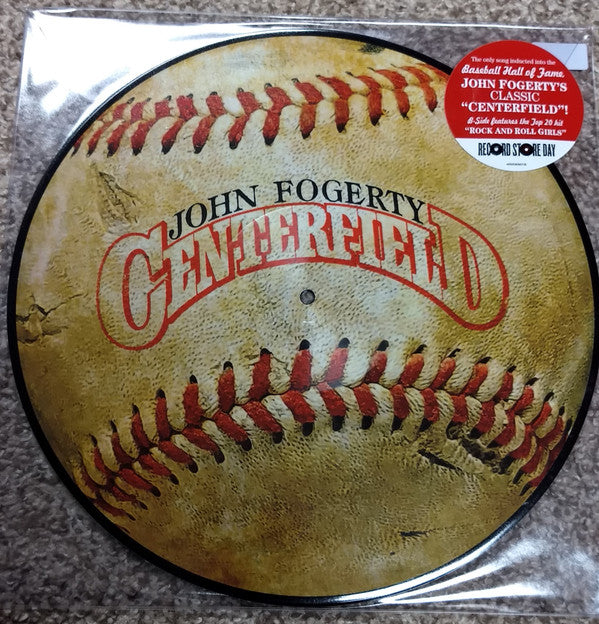 The only song inducted into the
Baseball Hall of Fame,
JOHN FOGERTY'S
CLASSIC
"CENTERFIELD"!
B-Side features the Top 20 hit
"ROCK AND ROLL GIRLS"
RECORD STORE DAY
JOHN FOGERTY
CENTERFIELD